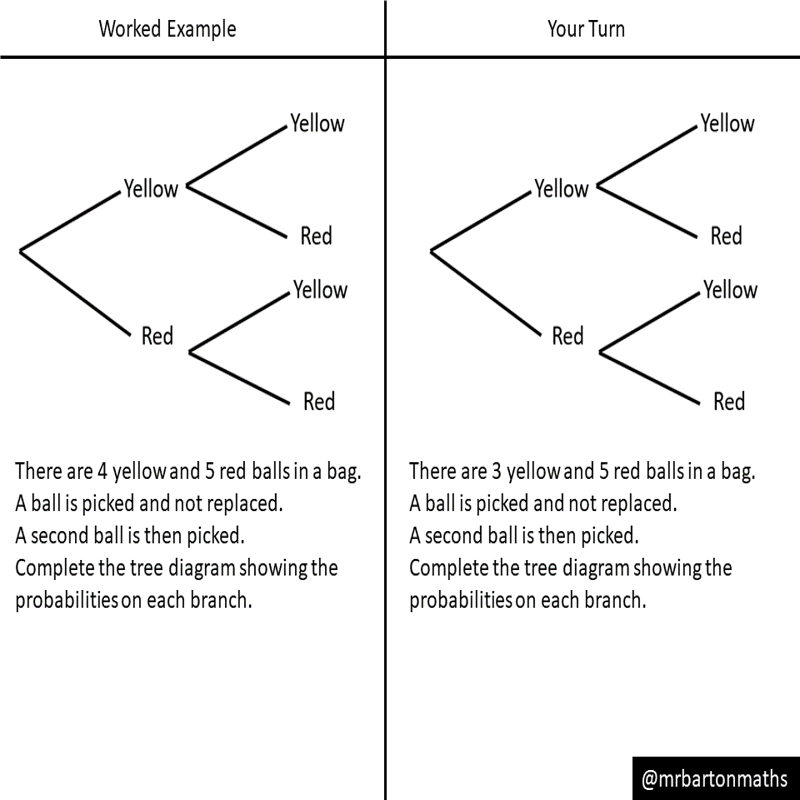 Worked Example
Yellow
Yellow
Red
Yellow
Red
Red
There are 4 yellow and 5 red balls in a bag.
A ball is picked and not replaced.
A second ball is then picked.
Complete the tree diagram showing the
probabilities on each branch.
Your Turn
Yellow
Yellow
Red
Yellow
Red
Red
There are 3 yellow and 5 red balls in a bag.
A ball is picked and not replaced.
A second ball is then picked.
Complete the tree diagram showing the
probabilities on each branch.
@mrbartonmaths